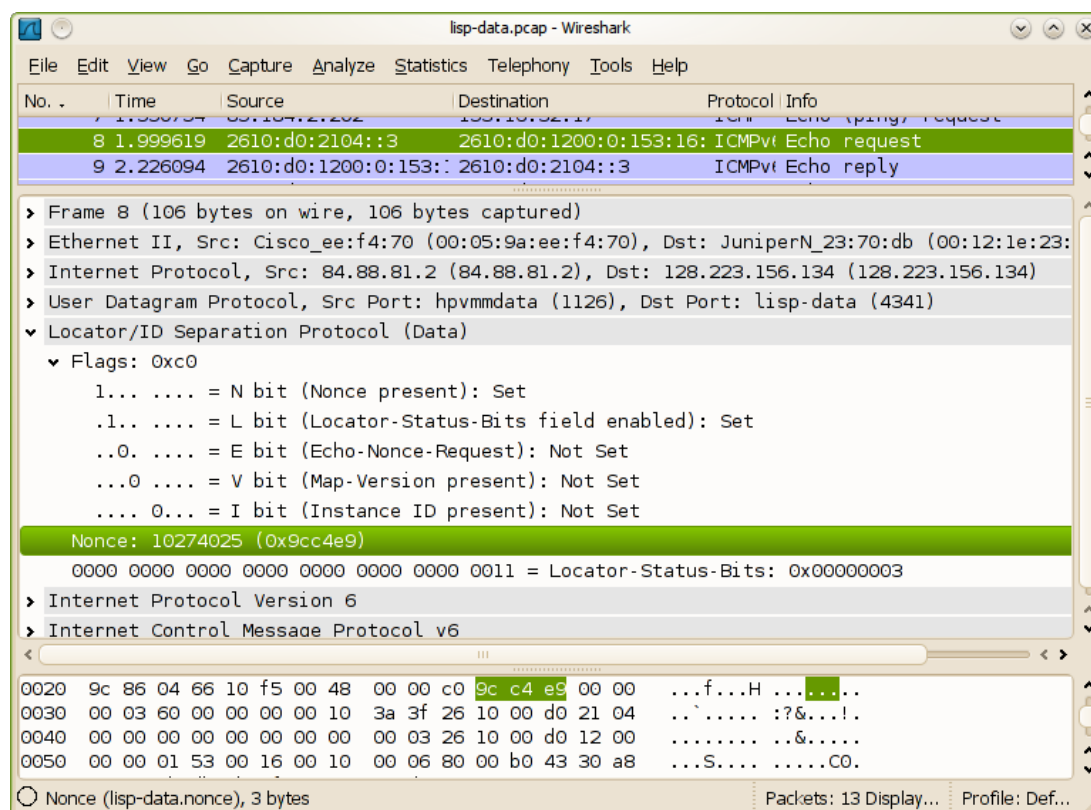 lisp-data.pcap - Wireshark
File Edit View Go Capture Analyze Statistics Telephony Tools Help
No. . Time Source Destination Protocol Info
8 1.999619 2610:d0:2104::3 2610:d0:1200:0:153:16: ICMPv6 Echo request
9 2.226094 2610:d0:1200:0:153: 2610:d0:2104::3 ICMPv6 Echo reply
Frame 8 (106 bytes on wire, 106 bytes captured)
Ethernet II, Src: Cisco_ee:f4:70 (00:05:9a:ee:f4:70), Dst: JuniperN_23:70:db (00:12:1e:23:
Internet Protocol, Src: 84.88.81.2 (84.88.81.2), Dst: 128.223.156.134 (128.223.156.134)
User Datagram Protocol, Src Port: hpvmmdata (1126), Dst Port: lisp-data (4341)
Locator/ID Separation Protocol (Data)
Flags: 0xc0
1... .... = N bit (Nonce present): Set
.1.. .... = L bit (Locator-Status-Bits field enabled): Set
..0. .... = E bit (Echo-Nonce-Request): Not Set
...0 .... = V bit (Map-Version present): Not Set
.... 0... = I bit (Instance ID present): Not Set
Nonce: 10274025 (0x9cc4e9)
0000 0000 0000 0000 0000 0000 0000 0011 = Locator-Status-Bits: 0x00000003
Internet Protocol Version 6
Internet Control Message Protocol v6
0020 9c 86 04 66 10 f5 00 48 00 00 c0 9c c4 e9 00 00 ...f...H ........
0030 00 03 60 00 00 00 00 10 3a 3f 26 10 00 d0 21 04 ..`..... :?&...!.
0040 00 00 00 00 00 00 00 00 00 03 26 10 00 d0 12 00 ........ ..&.....
0050 00 00 01 53 00 16 00 10 00 06 80 00 b0 43 30 a8 ...S.... .....C0.
Nonce (lisp-data.nonce), 3 bytes Packets: 13 Display... Profile: Def...